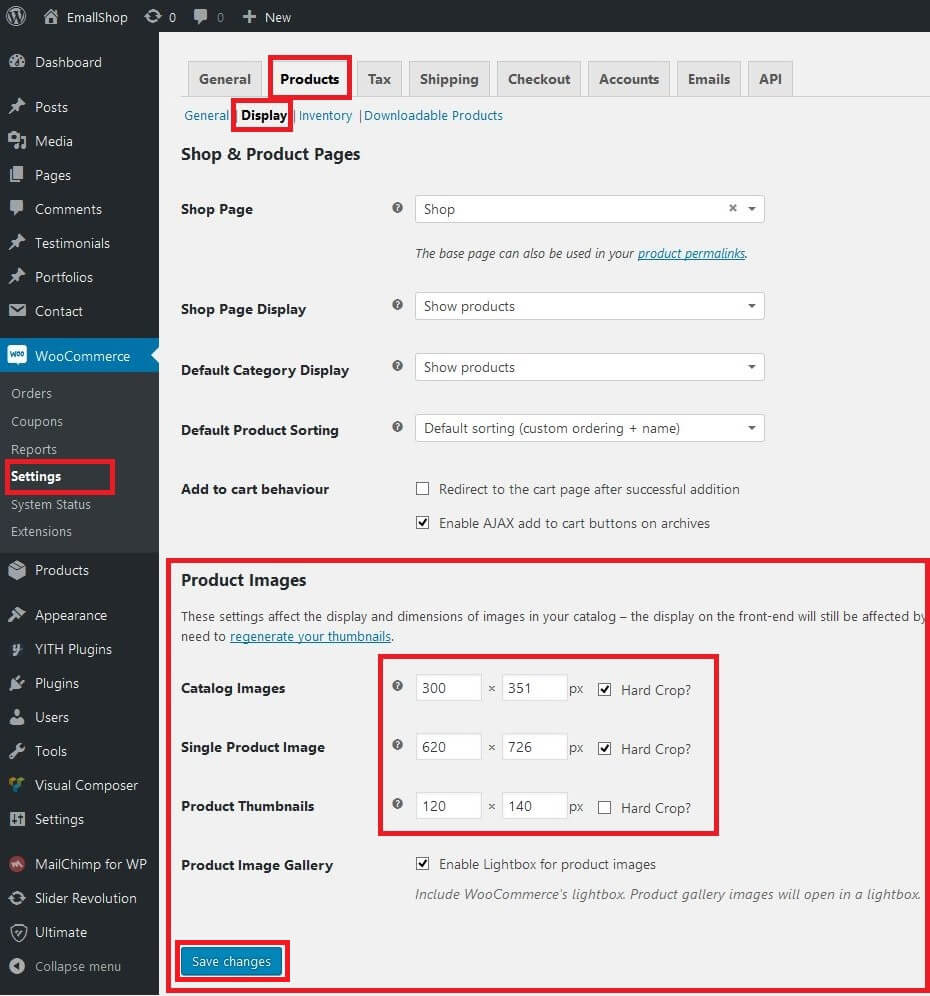 EmallShop 0 0 + New
Dashboard
Posts
Media
Pages
Comments
Testimonials
Portfolios
Contact
WOO WooCommerce
Orders
Coupons
Reports
Settings
System Status
Extensions
Products
Appearance
YITH Plugins
Plugins
Users
Tools
Visual Composer
Settings
MailChimp for WP
Slider Revolution
Ultimate
Collapse menu
General Products Tax Shipping Checkout Accounts Emails API
General | Display | Inventory | Downloadable Products
Shop & Product Pages
Shop Page ? Shop ×
The base page can also be used in your product permalinks.
Shop Page Display ? Show products
Default Category Display ? Show products
Default Product Sorting ? Default sorting (custom ordering + name)
Add to cart behaviour Redirect to the cart page after successful addition
Enable AJAX add to cart buttons on archives
Product Images
These settings affect the display and dimensions of images in your catalog – the display on the front-end will still be affected by
need to regenerate your thumbnails.
Catalog Images ? 300 × 351 px Hard Crop?
Single Product Image ? 620 × 726 px Hard Crop?
Product Thumbnails ? 120 × 140 px Hard Crop?
Product Image Gallery Enable Lightbox for product images
Include WooCommerce's lightbox. Product gallery images will open in a lightbox.
Save changes